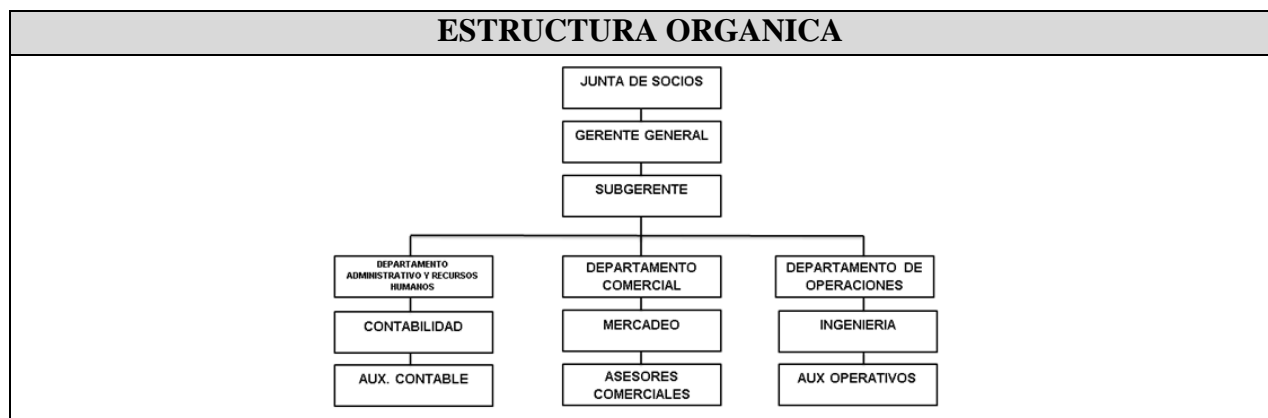 ESTRUCTURA ORGANICA
JUNTA DE SOCIOS
GERENTE GENERAL
SUBGERENTE
DEPARTAMENTO
ADMINISTRATIVO Y RECURSOS
HUMANOS
DEPARTAMENTO
COMERCIAL
DEPARTAMENTO DE
OPERACIONES
CONTABILIDAD
MERCADEO
INGENIERIA
AUX. CONTABLE
ASESORES
COMERCIALES
AUX OPERATIVOS